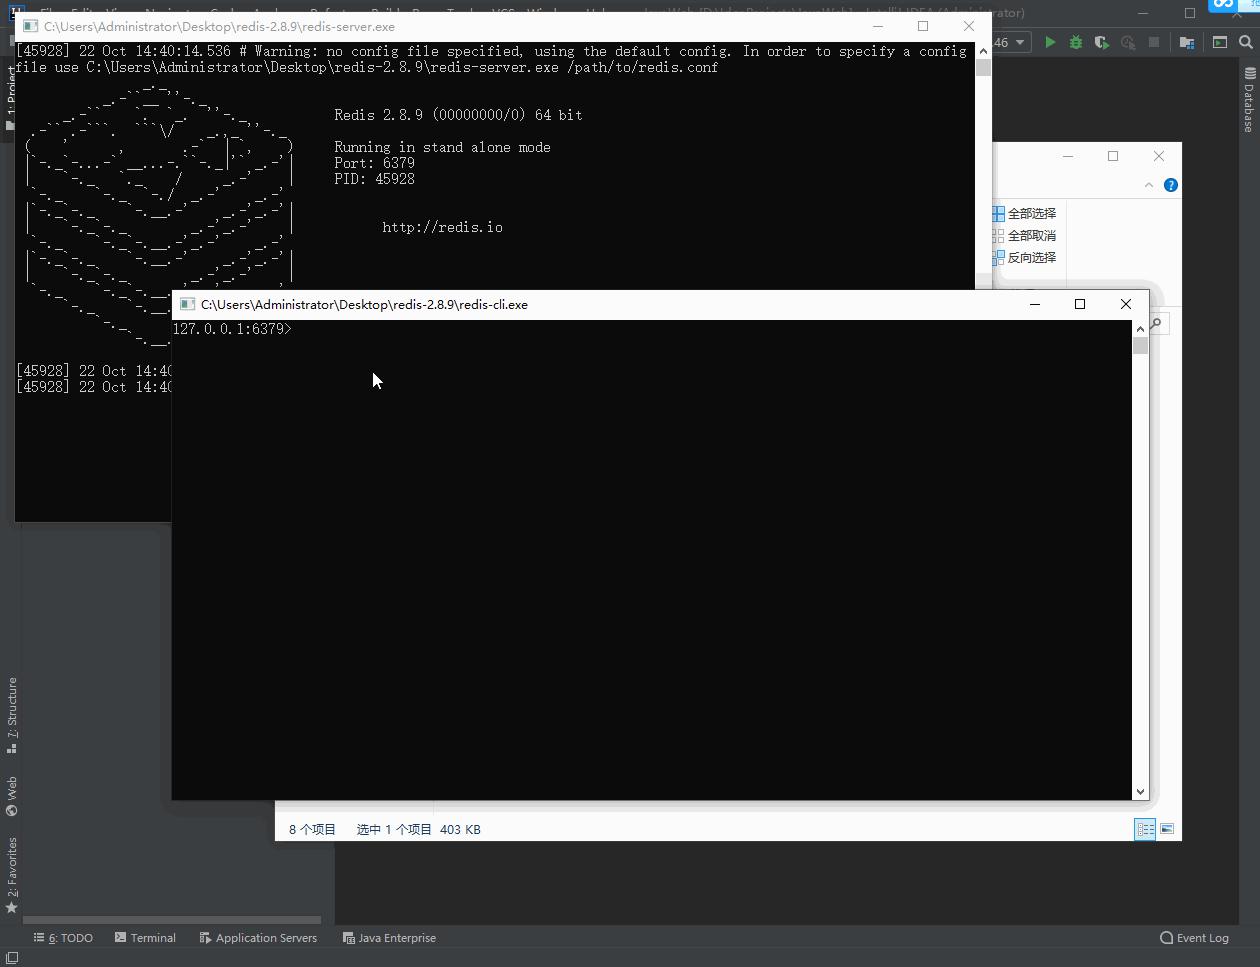 C:\Users\Administrator\Desktop\redis-2.8.9\redis-server.exe
[45928] 22 Oct 14:40:14.536 # Warning: no config file specified, using the default config. In order to specify a config
file use C:\Users\Administrator\Desktop\redis-2.8.9\redis-server.exe /path/to/redis.conf
Redis 2.8.9 (00000000/0) 64 bit
Running in stand alone mode
Port: 6379
PID: 45928
http://redis.io
[45928] 22 Oct 14:40
[45928] 22 Oct 14:40
46
Database
全部选择
全部取消
反向选择
C:\Users\Administrator\Desktop\redis-2.8.9\redis-cli.exe
127.0.0.1:6379>
8 个项目 选中 1 个项目 403 KB
7: Structure
Web
2: Favorites
6: TODO Terminal Application Servers Java Enterprise Event Log